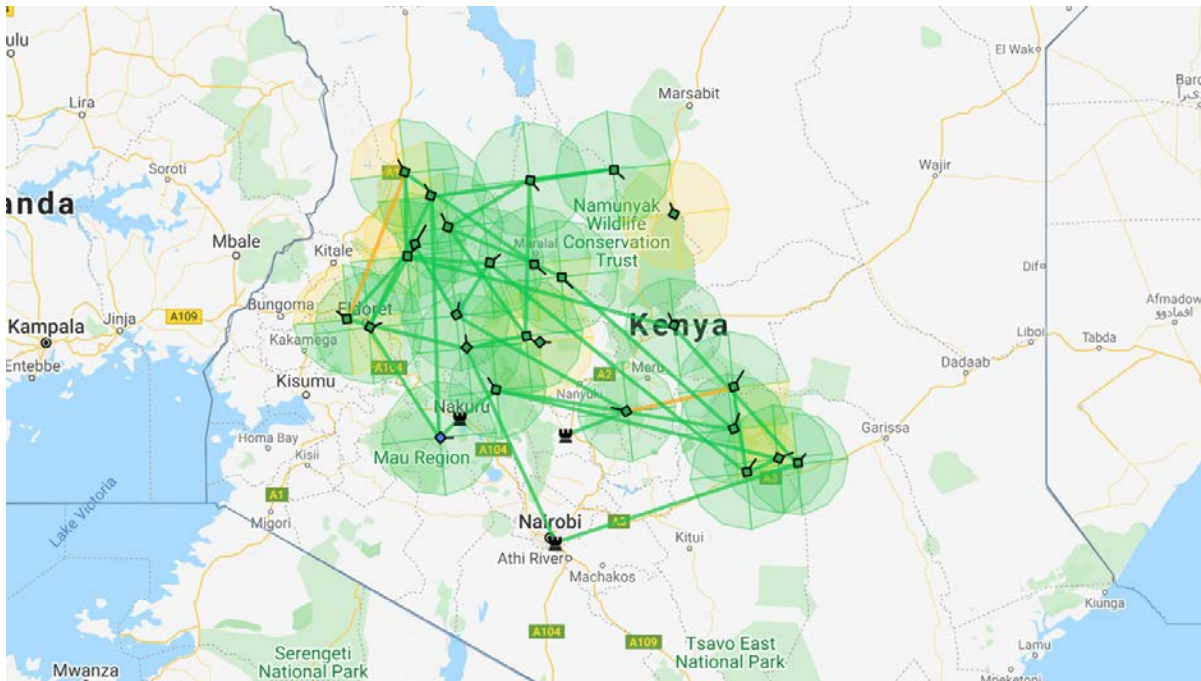 ulu
Lira
Soroti
anda
Mbale
Kitale
Bungoma
Eldoret
Kakamega
Kampala
Jinja
A109
Entebbe
Kisumu
A104
Nakuru
Homa Bay
Kisii
Mau Region
A104
A1
Migori
Lake Victoria
Mwanza
Serengeti
National Park
Marsabit
Namunyak
Wildlife
Conservation
Trust
Maralal
Kenya
A2
Meru
Nanyuki
A3
A3
Nairobi
Athi River
Machakos
Kitui
A104
A109
Tsavo East
National Park
El Wak
Wajir
Dif
Liboi
Dadaab
Garissa
Afmadow
أفمادوو
Tabda
Kiunga
Lamu